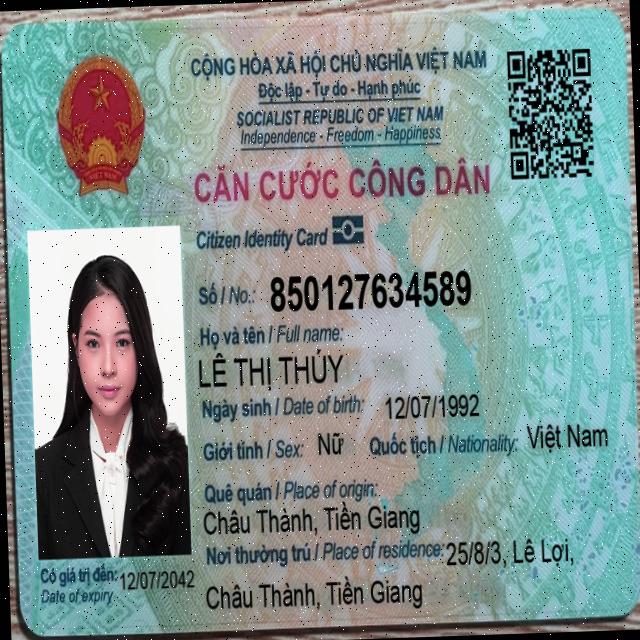 CỘNG HÒA XÃ HỘI CHỦ NGHĨA VIỆT NAM
Độc lập - Tự do - Hạnh phúc
SOCIALIST REPUBLIC OF VIET NAM
Independence - Freedom - Happiness
CĂN CƯỚC CÔNG DÂN
Citizen Identity Card
Số / No.: 850127634589
Họ và tên / Full name:
LÊ THỊ THÚY
Ngày sinh / Date of birth: 12/07/1992
Giới tính / Sex: Nữ Quốc tịch / Nationality: Việt Nam
Quê quán / Place of origin:
Châu Thành, Tiền Giang
Nơi thường trú / Place of residence: 25/8/3, Lê Lợi,
Châu Thành, Tiền Giang
Có giá trị đến: 12/07/2042
Date of expiry
VIỆT NAM